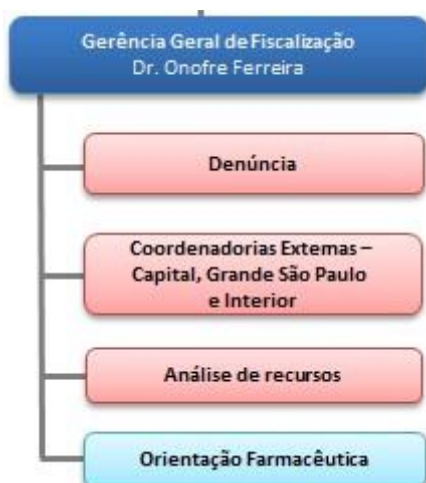 Gerência Geral de Fiscalização
Dr. Onofre Ferreira
Denúncia
Coordenadorias Externas –
Capital, Grande São Paulo
e Interior
Análise de recursos
Orientação Farmacêutica